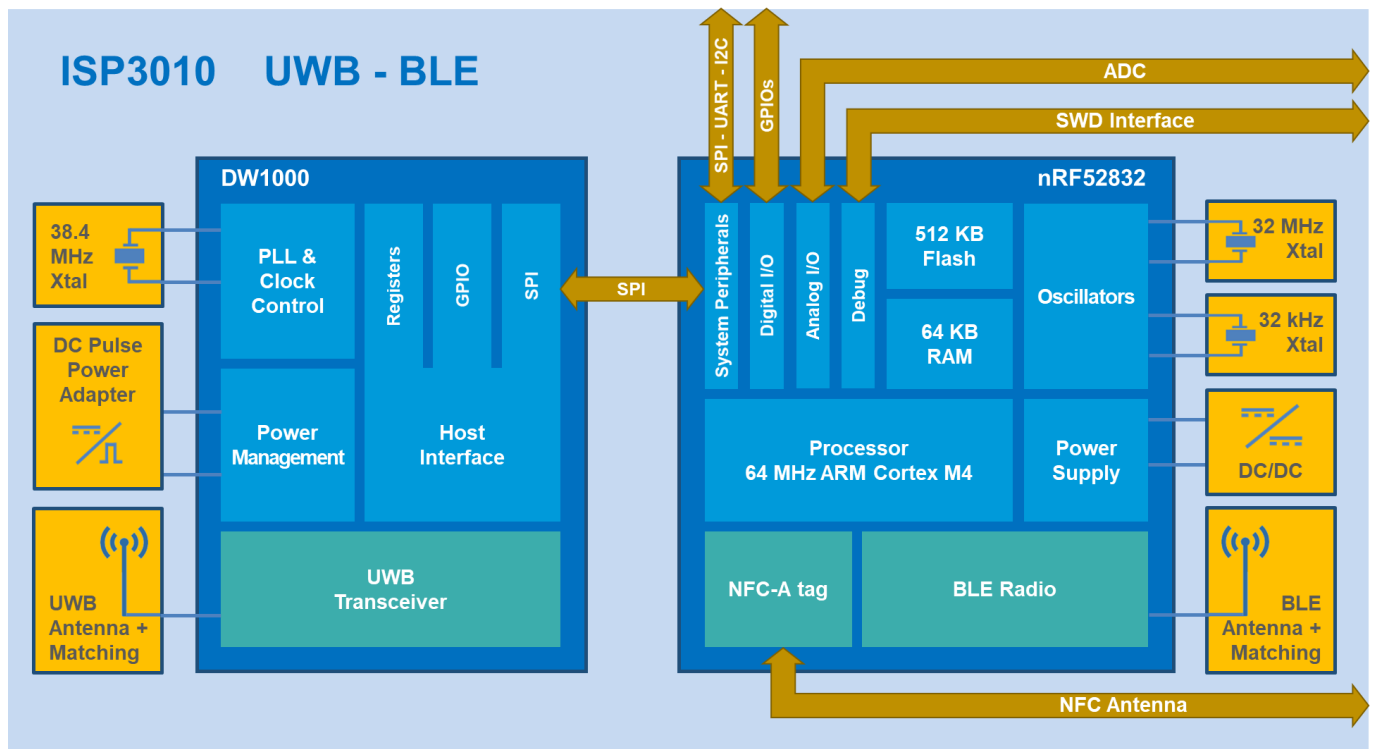 ISP3010 UWB - BLE
SPI - UART - I2C
GPIOs
ADC
SWD Interface
DW1000
nRF52832
38.4
MHz
Xtal
PLL &
Clock
Control
Registers
GPIO
SPI
SPI
System Peripherals
Digital I/O
Analog I/O
Debug
512 KB
Flash
64 KB
RAM
Oscillators
32 MHz
Xtal
32 kHz
Xtal
DC Pulse
Power
Adapter
Power
Management
Host
Interface
Processor
64 MHz ARM Cortex M4
Power
Supply
DC/DC
UWB
Antenna +
Matching
UWB
Transceiver
NFC-A tag
BLE Radio
BLE
Antenna +
Matching
NFC Antenna